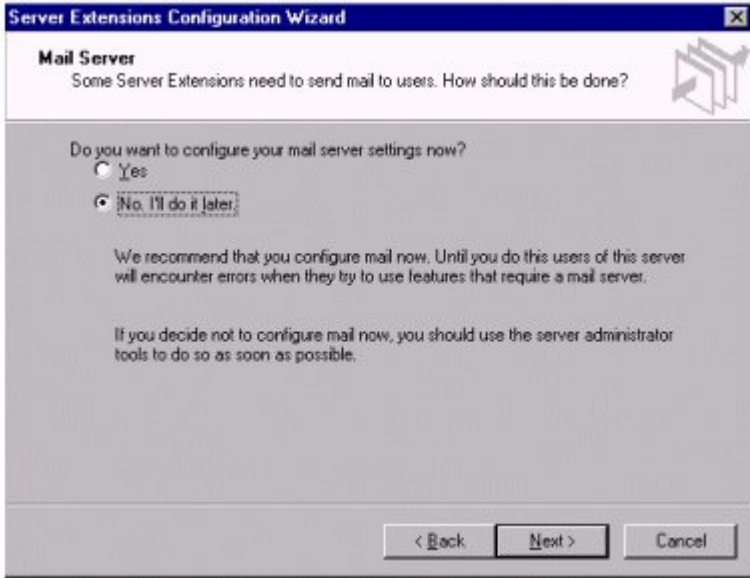 Server Extensions Configuration Wizard
Mail Server
Some Server Extensions need to send mail to users. How should this be done?
Do you want to configure your mail server settings now?
Yes
No, I'll do it later.
We recommend that you configure mail now. Until you do this users of this server
will encounter errors when they try to use features that require a mail server.
If you decide not to configure mail now, you should use the server administrator
tools to do so as soon as possible.
< Back Next > Cancel